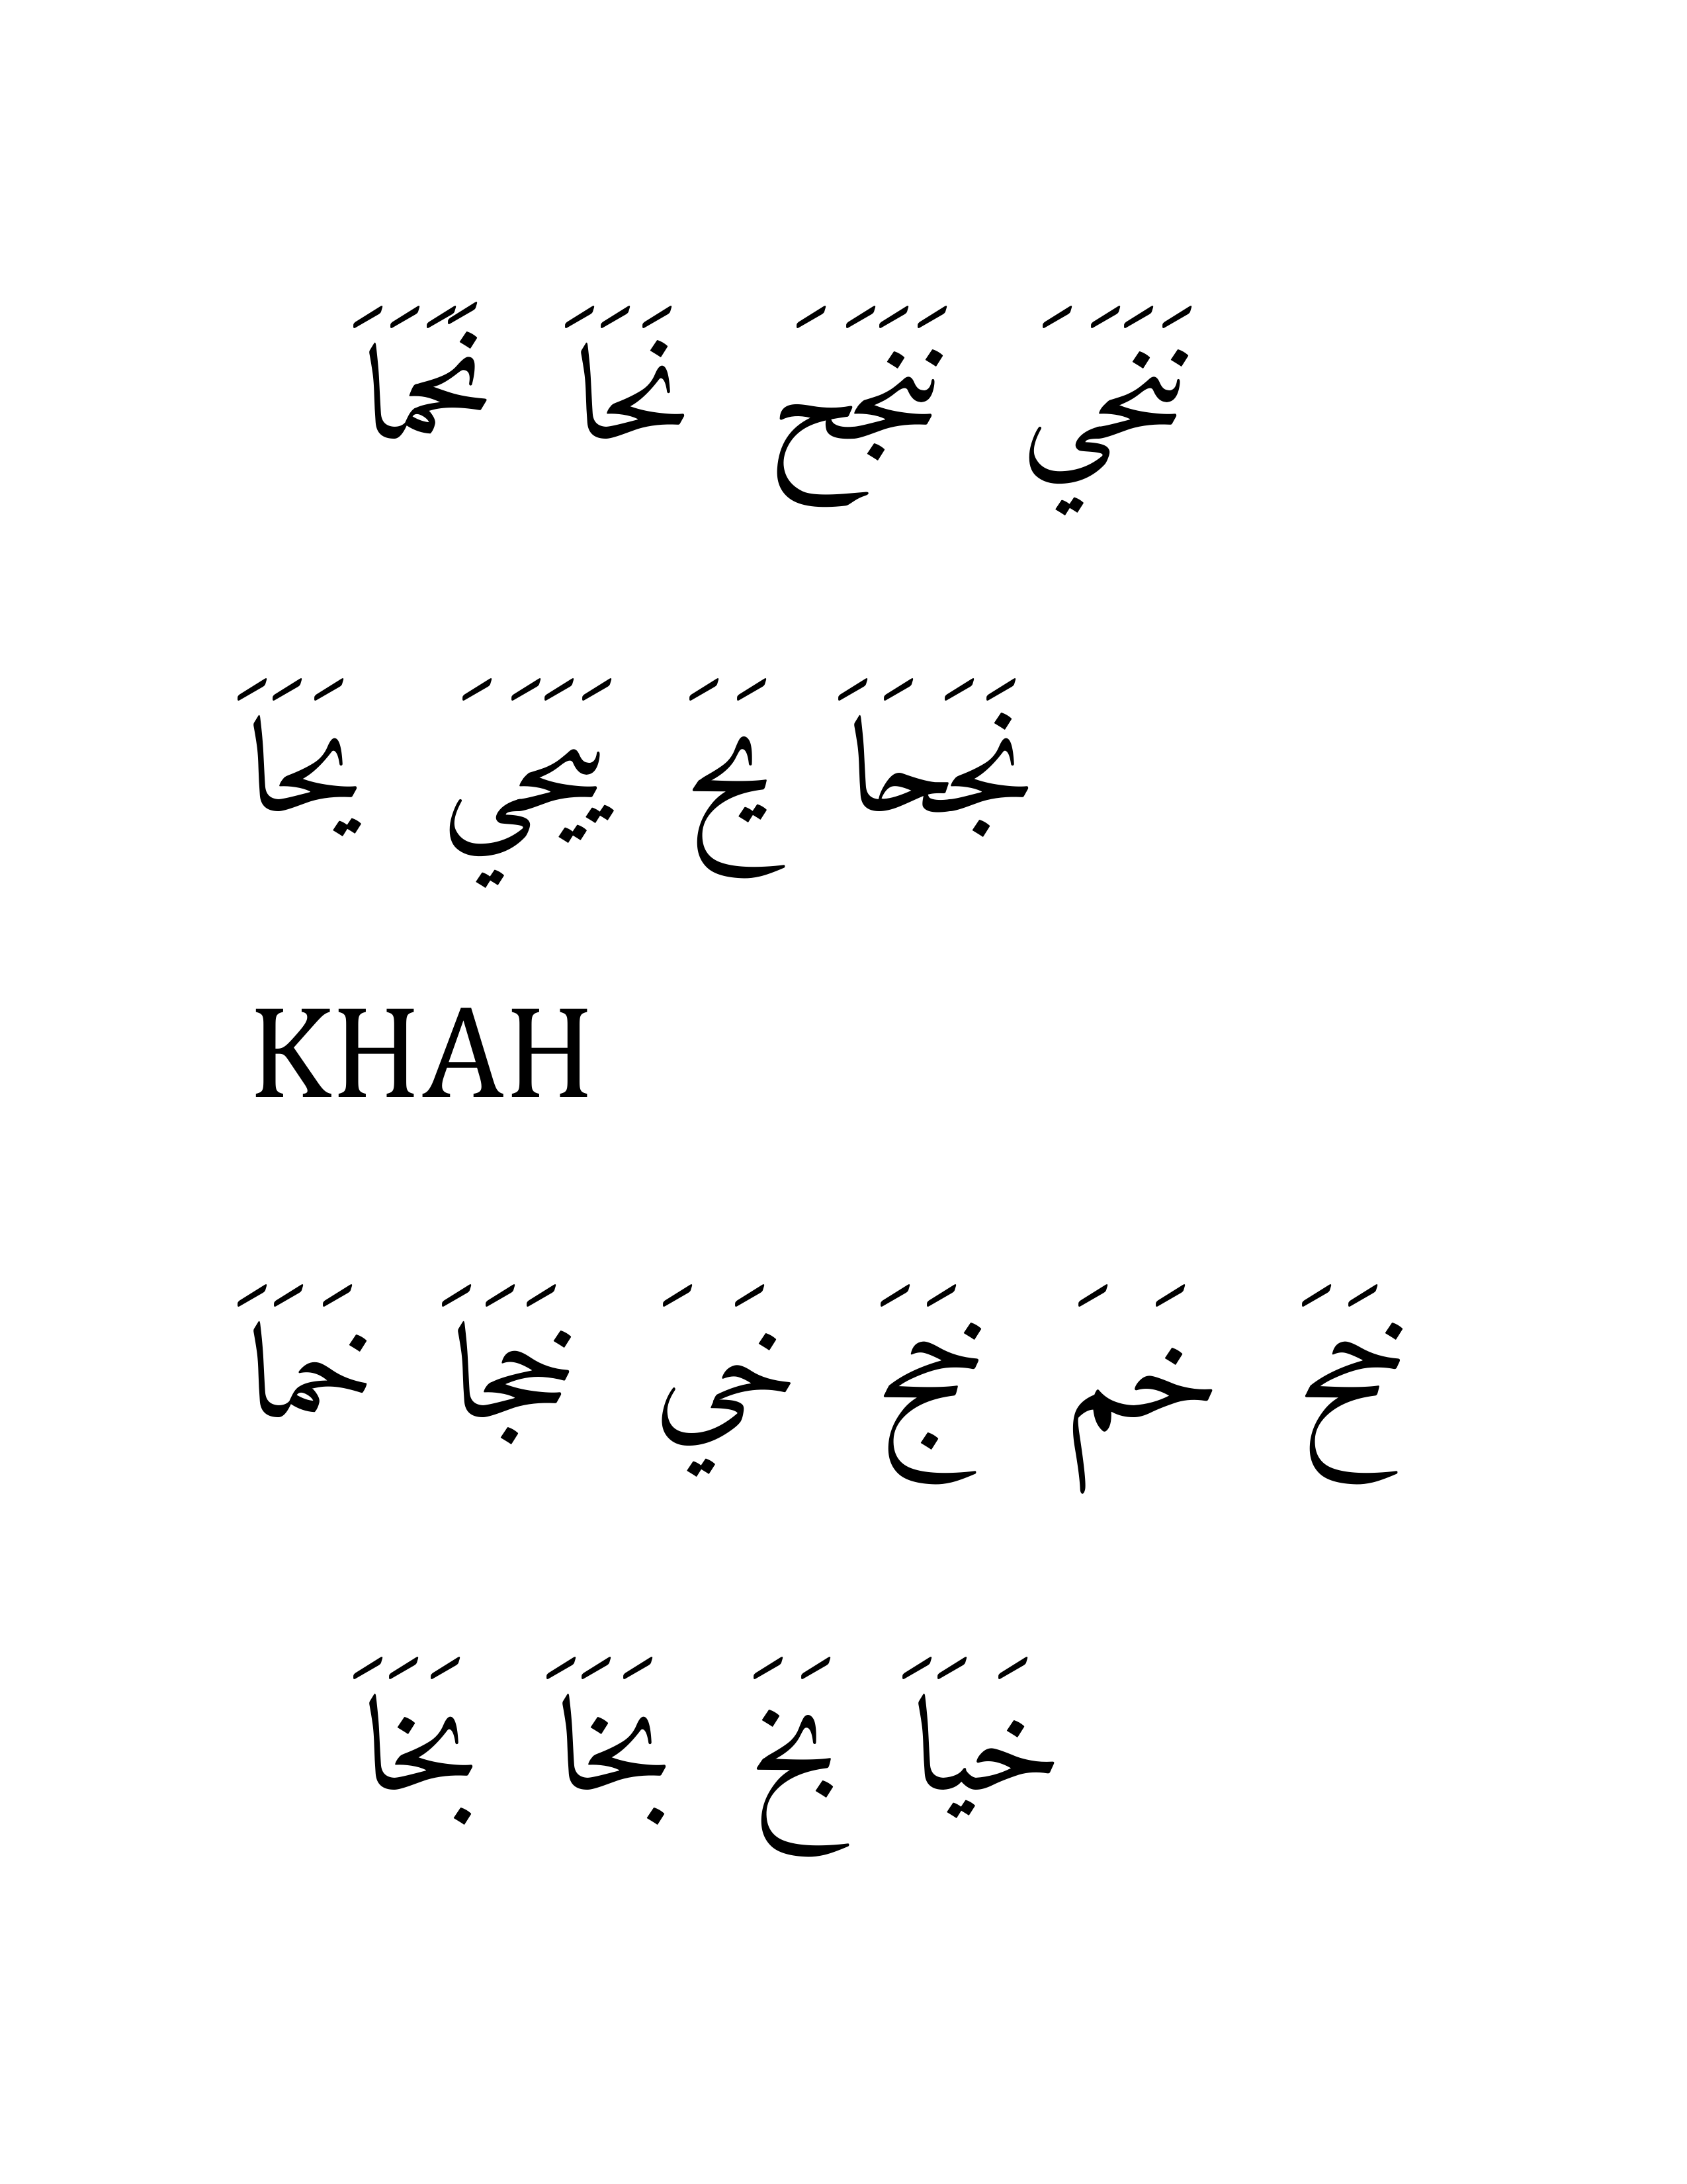 نَنَحَيَ نَنَجَحَ نَحَاَ نَحَمَاَ
نَجَحَاَ يَحَ يَيَحَيَ يَحَاَ
KHAH
خَحَ خَمَ خَجَ خَيَ خَجَاَ خَمَاَ
خَيَاَ بَخَ بَخَاَ بَخَاَ